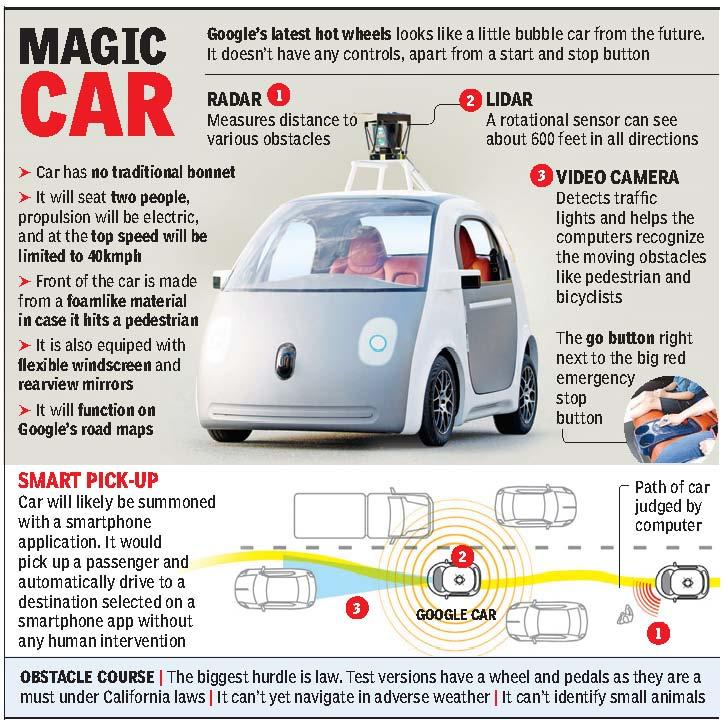 MAGIC
CAR
Google's latest hot wheels looks like a little bubble car from the future.
It doesn't have any controls, apart from a start and stop button
RADAR 1
Measures distance to
various obstacles
2 LIDAR
A rotational sensor can see
about 600 feet in all directions
3 VIDEO CAMERA
Detects traffic
lights and helps the
computers recognize
the moving obstacles
like pedestrian and
bicyclists
➤ Car has no traditional bonnet
➤ It will seat two people,
propulsion will be electric,
and at the top speed will be
limited to 40kmph
➤ Front of the car is made
from a foamlike material
in case it hits a pedestrian
➤ It is also equiped with
flexible windscreen and
rearview mirrors
➤ It will function on
Google's road maps
The go button right
next to the big red
emergency
stop
button
SMART PICK-UP
Car will likely be summoned
with a smartphone
application. It would
pick up a passenger and
automatically drive to a
destination selected on a
smartphone app without
any human intervention
Path of car
judged by
computer
2
3
GOOGLE CAR
1
OBSTACLE COURSE | The biggest hurdle is law. Test versions have a wheel and pedals as they are a
must under California laws | It can't yet navigate in adverse weather | It can't identify small animals